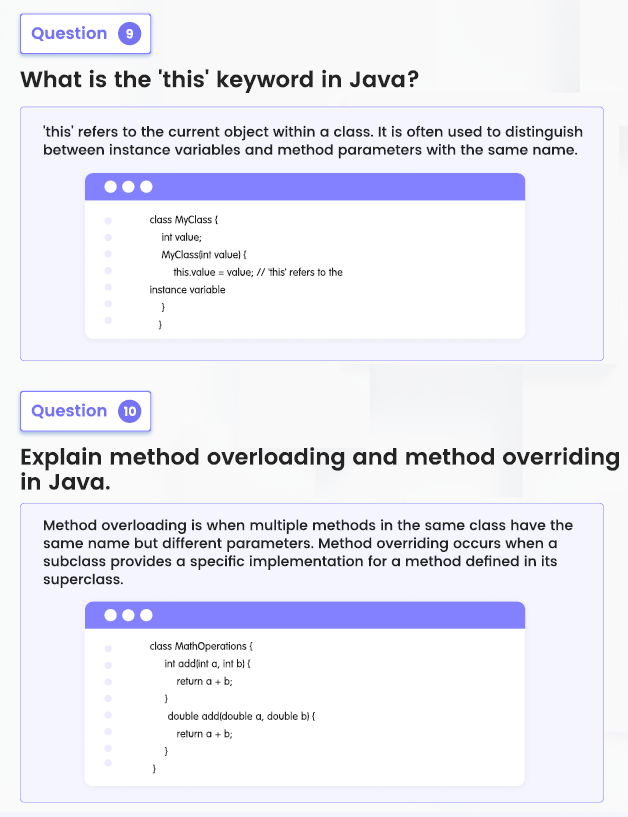 Question 9
What is the 'this' keyword in Java?
'this' refers to the current object within a class. It is often used to distinguish
between instance variables and method parameters with the same name.
class MyClass {
int value;
MyClass(int value) {
this.value = value; // 'this' refers to the
instance variable
}
}
Question 10
Explain method overloading and method overriding
in Java.
Method overloading is when multiple methods in the same class have the
same name but different parameters. Method overriding occurs when a
subclass provides a specific implementation for a method defined in its
superclass.
class MathOperations {
int add(int a, int b) {
return a + b;
}
double add(double a, double b) {
return a + b;
}
}